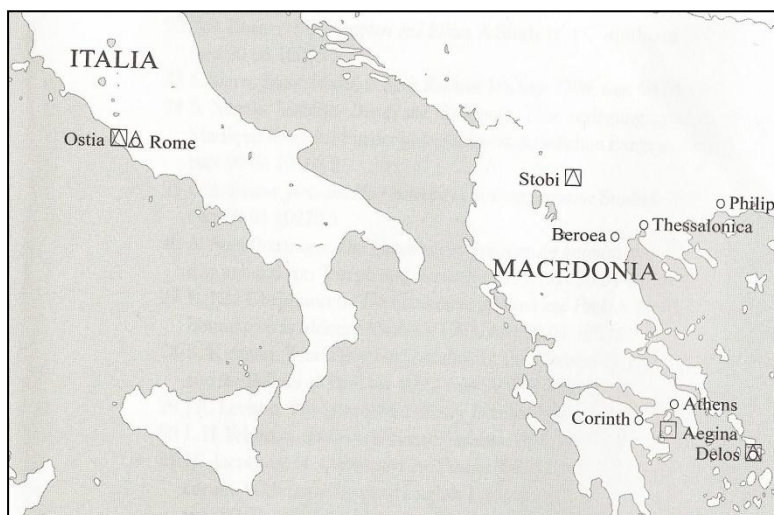 ITALIA
Ostia
Rome
Stobi
Philip
Thessalonica
Beroea
MACEDONIA
Athens
Corinth
Aegina
Delos